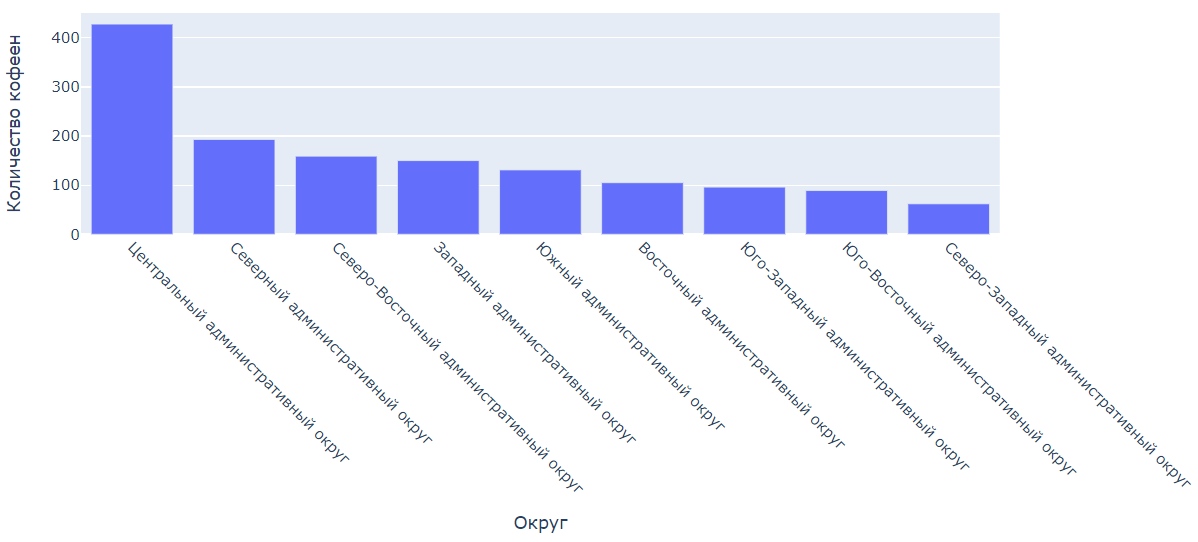 Количество кофеен
400
300
200
100
0
Центральный административный округ
Северный административный округ
Северо-Восточный административный округ
Западный административный округ
Южный административный округ
Восточный административный округ
Юго-Западный административный округ
Юго-Восточный административный округ
Северо-Западный административный округ
Округ